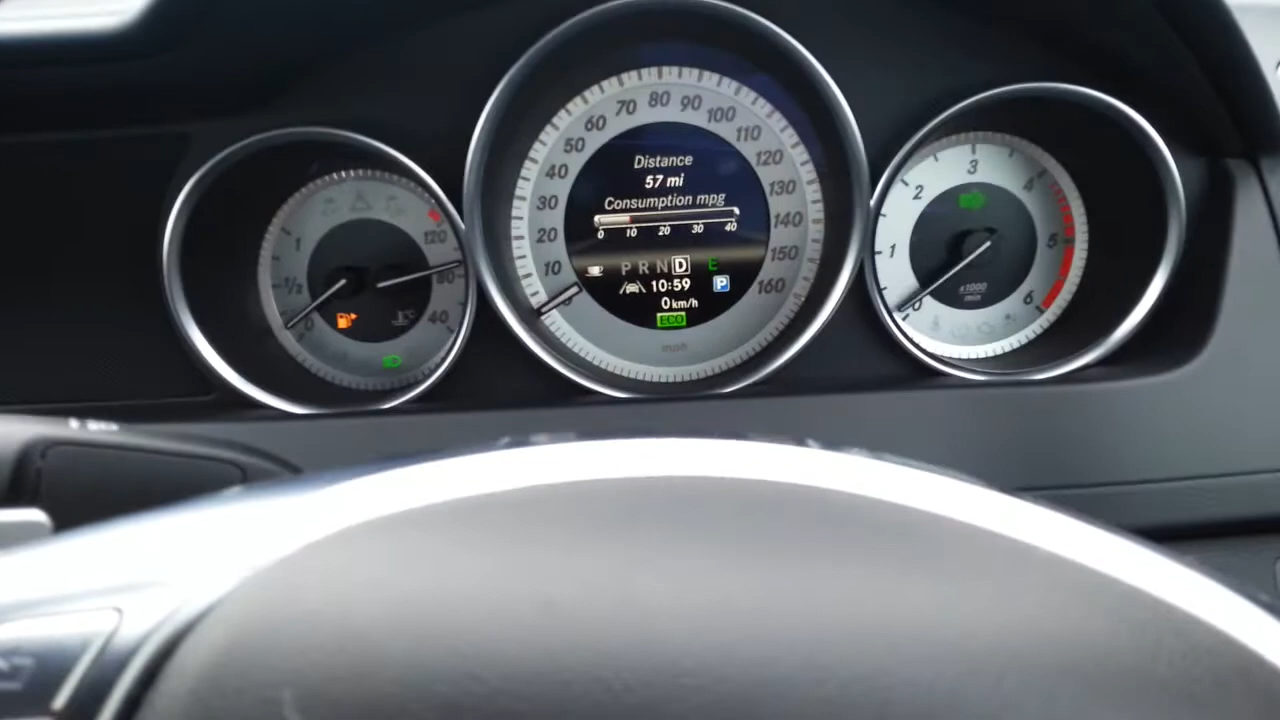 1
1/2
0
120
80
40
10
20
30
40
50
60
70
80
90
100
110
120
130
140
150
160
Distance
57 mi
Consumption mpg
0 10 20 30 40
P R N D E
10:59 P
0 km/h
ECO
mph
0
1
2
3
4
5
6
x1000
min